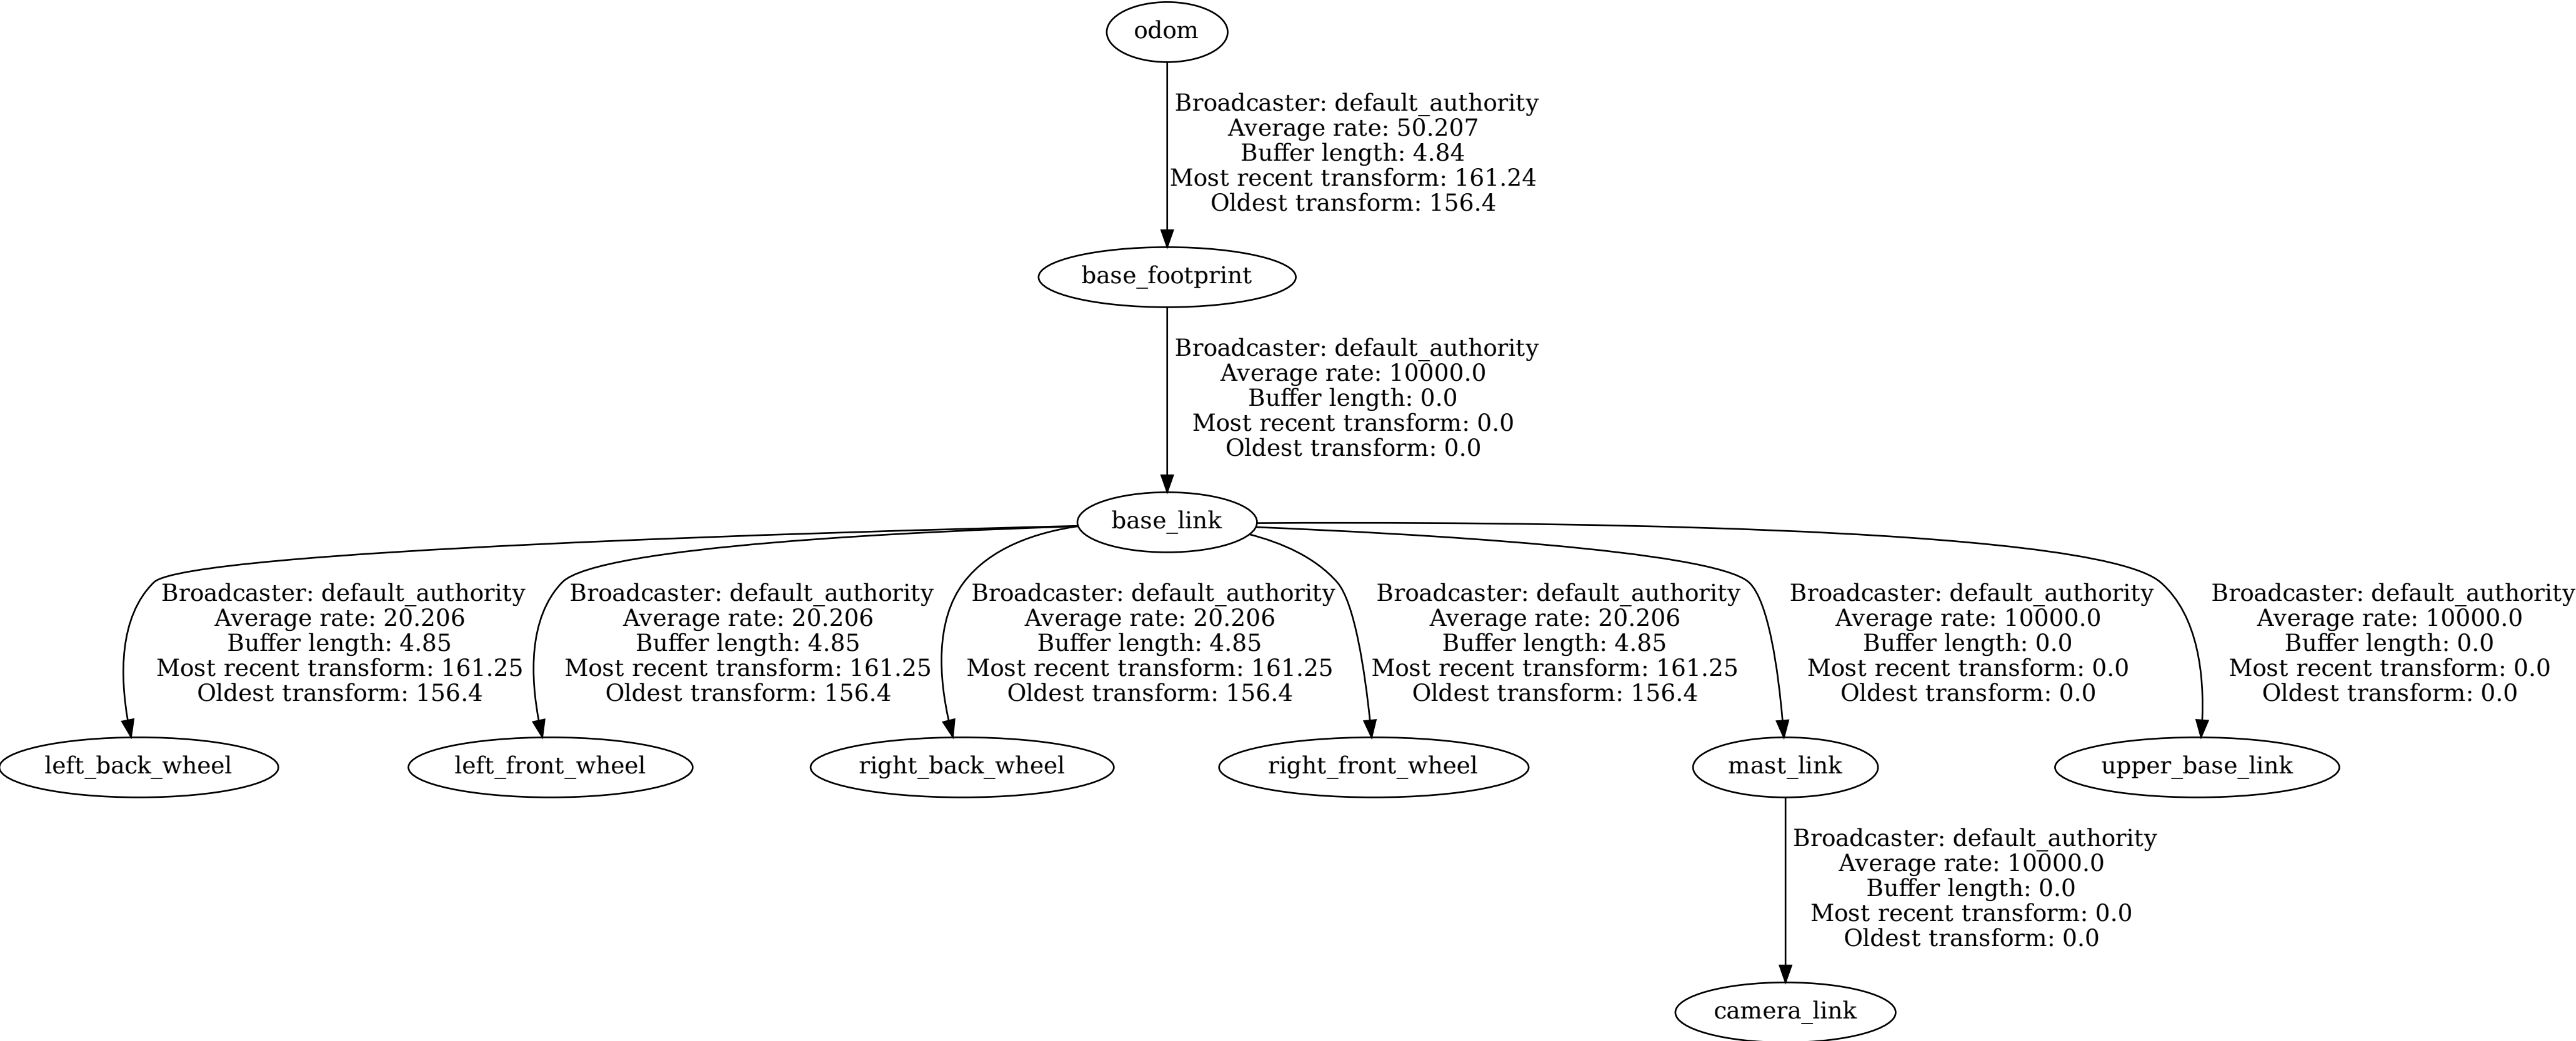 odom
Broadcaster: default_authority
Average rate: 50.207
Buffer length: 4.84
Most recent transform: 161.24
Oldest transform: 156.4
base_footprint
Broadcaster: default_authority
Average rate: 10000.0
Buffer length: 0.0
Most recent transform: 0.0
Oldest transform: 0.0
base_link
Broadcaster: default_authority
Average rate: 20.206
Buffer length: 4.85
Most recent transform: 161.25
Oldest transform: 156.4
Broadcaster: default_authority
Average rate: 20.206
Buffer length: 4.85
Most recent transform: 161.25
Oldest transform: 156.4
Broadcaster: default_authority
Average rate: 20.206
Buffer length: 4.85
Most recent transform: 161.25
Oldest transform: 156.4
Broadcaster: default_authority
Average rate: 20.206
Buffer length: 4.85
Most recent transform: 161.25
Oldest transform: 156.4
Broadcaster: default_authority
Average rate: 10000.0
Buffer length: 0.0
Most recent transform: 0.0
Oldest transform: 0.0
Broadcaster: default_authority
Average rate: 10000.0
Buffer length: 0.0
Most recent transform: 0.0
Oldest transform: 0.0
left_back_wheel
left_front_wheel
right_back_wheel
right_front_wheel
mast_link
upper_base_link
Broadcaster: default_authority
Average rate: 10000.0
Buffer length: 0.0
Most recent transform: 0.0
Oldest transform: 0.0
camera_link